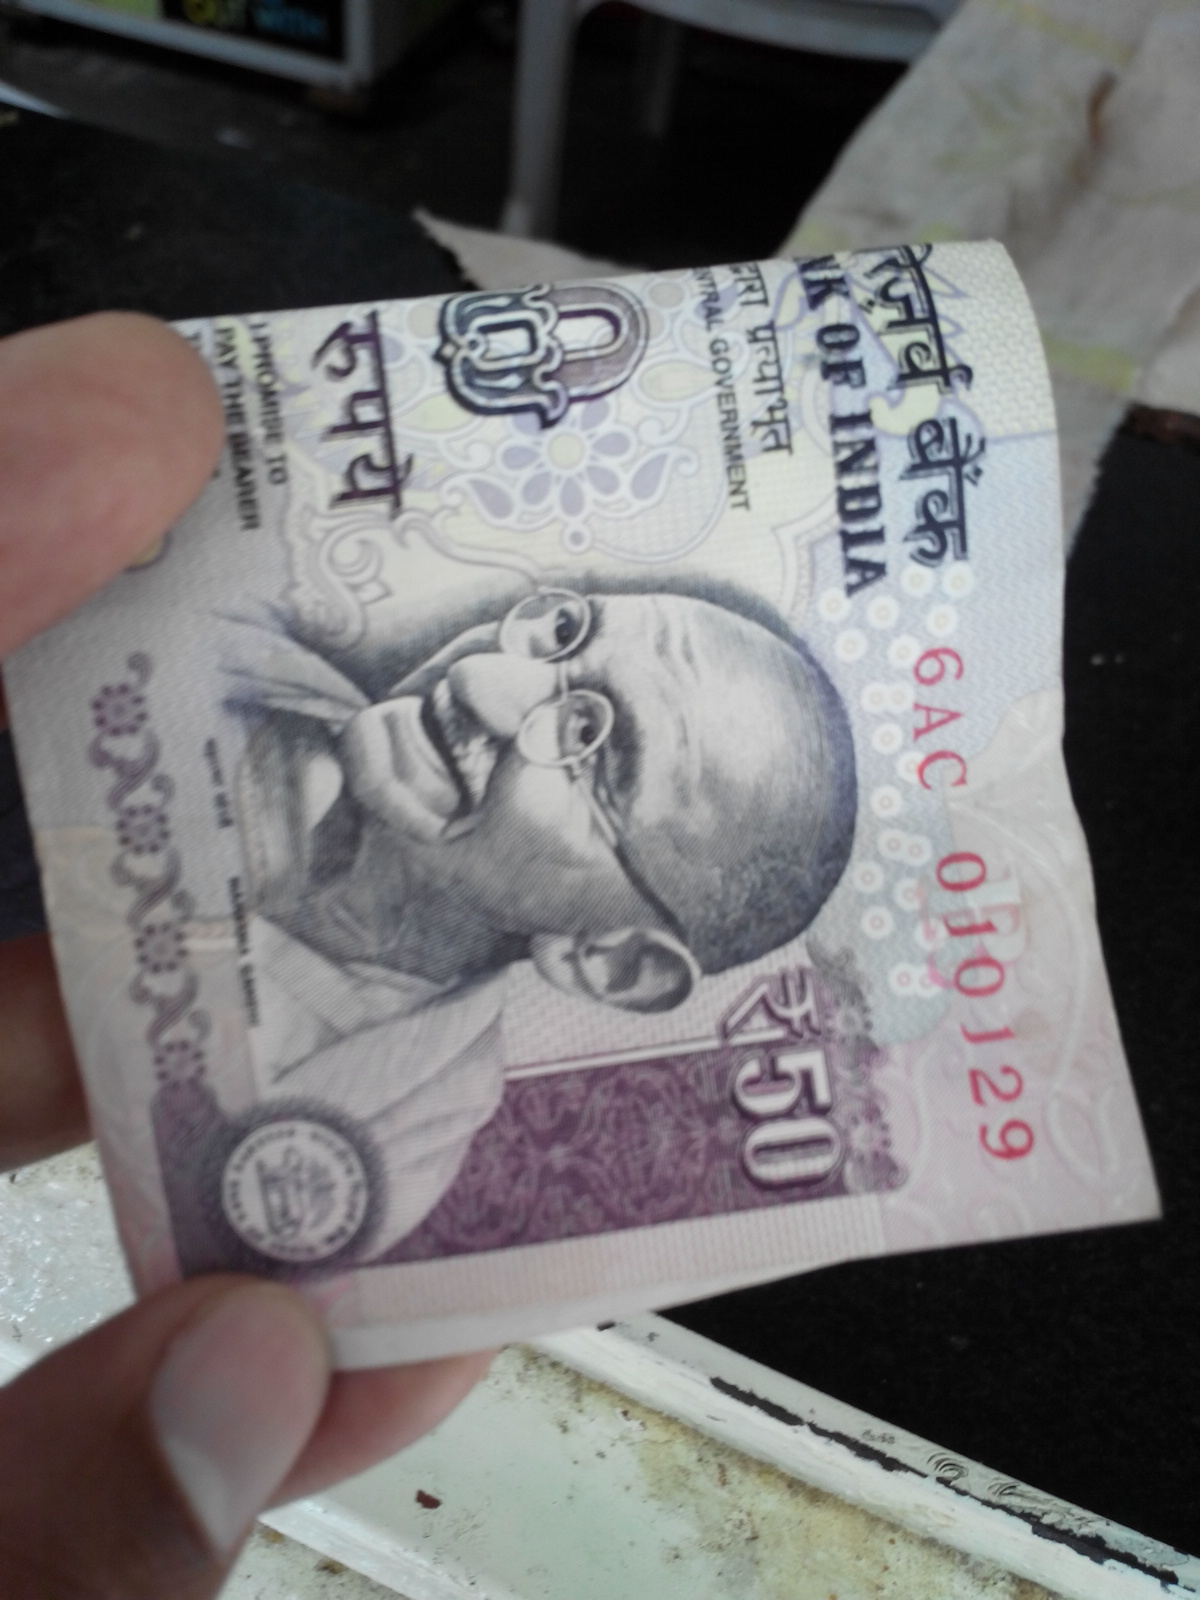 रिज़र्व बैंक
NK OF INDIA
6AC 010129
द्वारा प्रत्याभूत
NTRAL GOVERNMENT
₹50
रुपये
I PROMISE TO
PAY THE BEARER